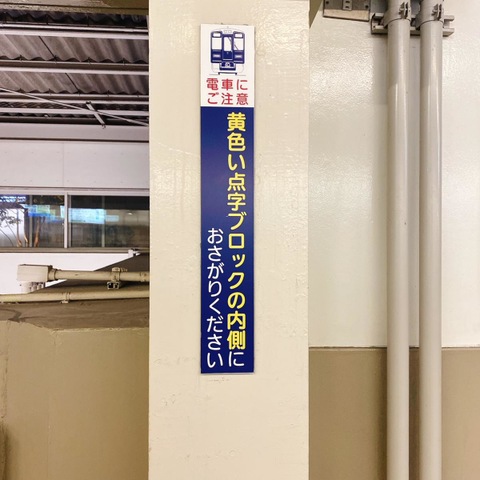 電車に
ご注意
黄色い点字ブロックの内側に
おさがりください